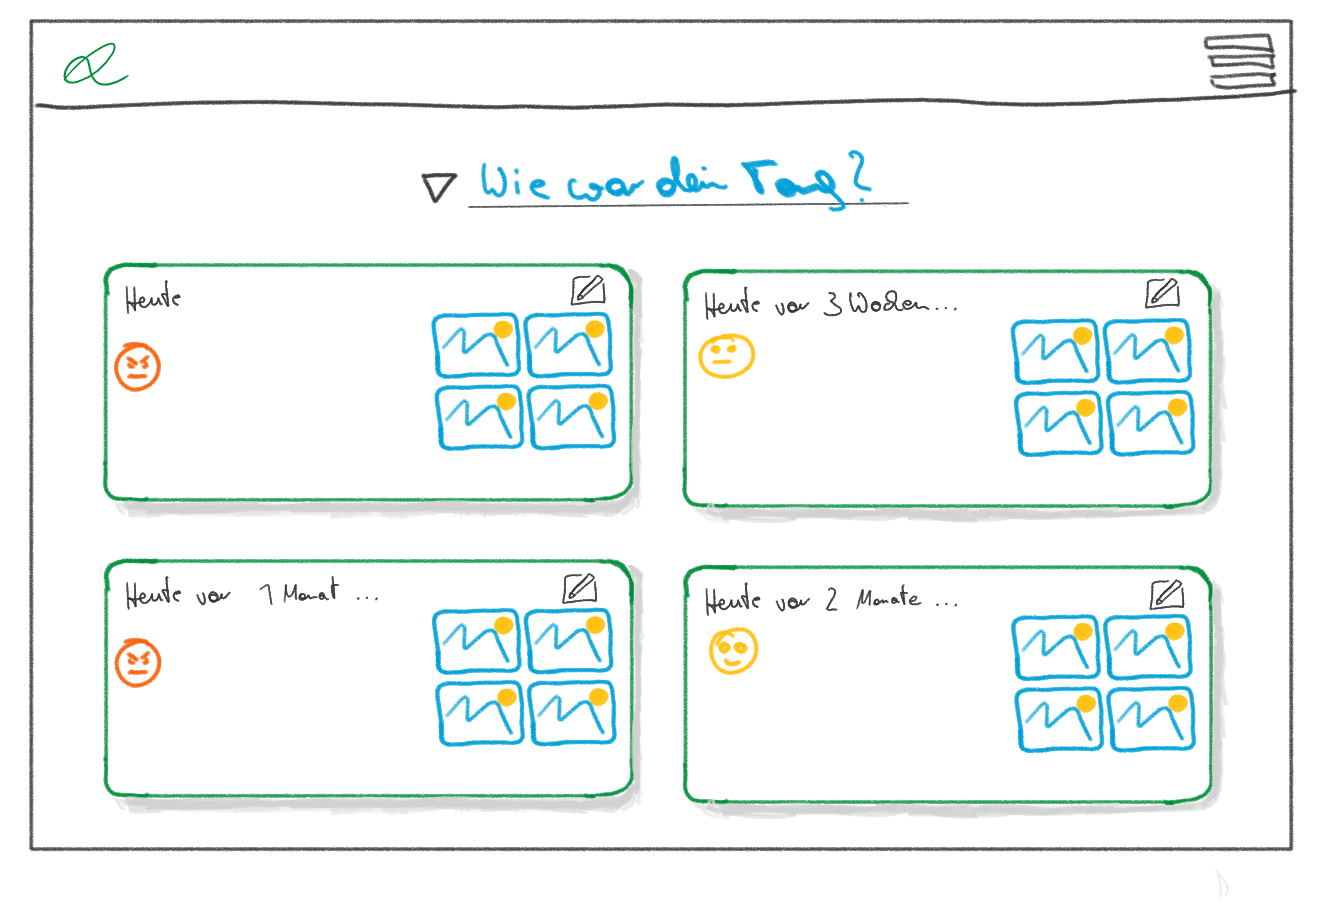 Wie war dein Tag?
Heute
Heute vor 3 Wochen...
Heute vor 1 Monat ...
Heute vor 2 Monate ...